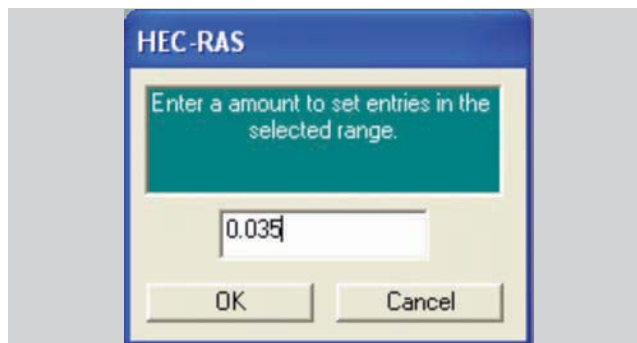 HEC-RAS
Enter a amount to set entries in the
selected range.
0.035
OK
Cancel